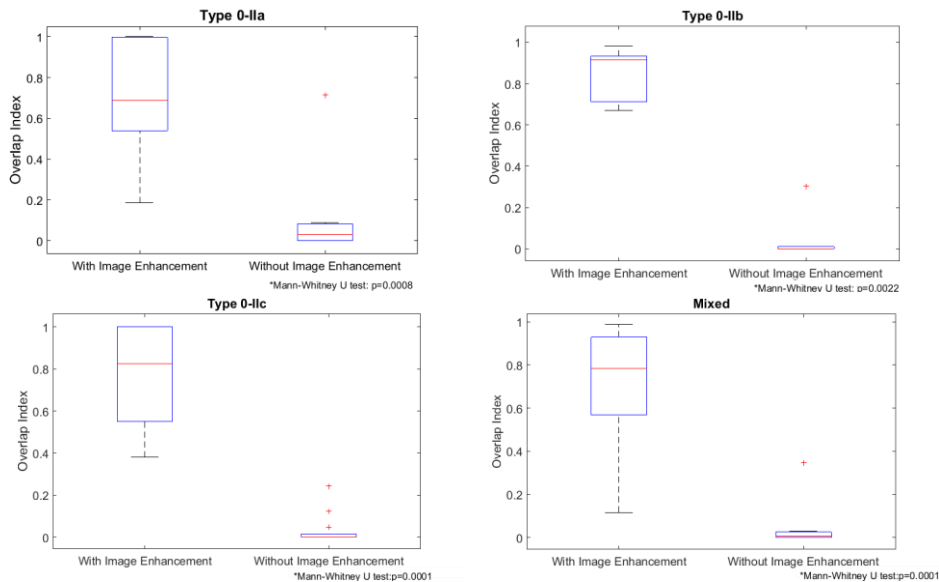 Type 0-IIa
Overlap Index
1
0.8
0.6
0.4
0.2
0
With Image Enhancement
Without Image Enhancement
*Mann-Whitney U test: p=0.0008
Type 0-IIb
Overlap Index
1
0.8
0.6
0.4
0.2
0
With Image Enhancement
Without Image Enhancement
*Mann-Whitney U test: p=0.0022
Type 0-IIc
Overlap Index
1
0.8
0.6
0.4
0.2
0
With Image Enhancement
Without Image Enhancement
*Mann-Whitney U test:p=0.0001
Mixed
Overlap Index
1
0.8
0.6
0.4
0.2
0
With Image Enhancement
Without Image Enhancement
*Mann-Whitney U test:p=0.0001